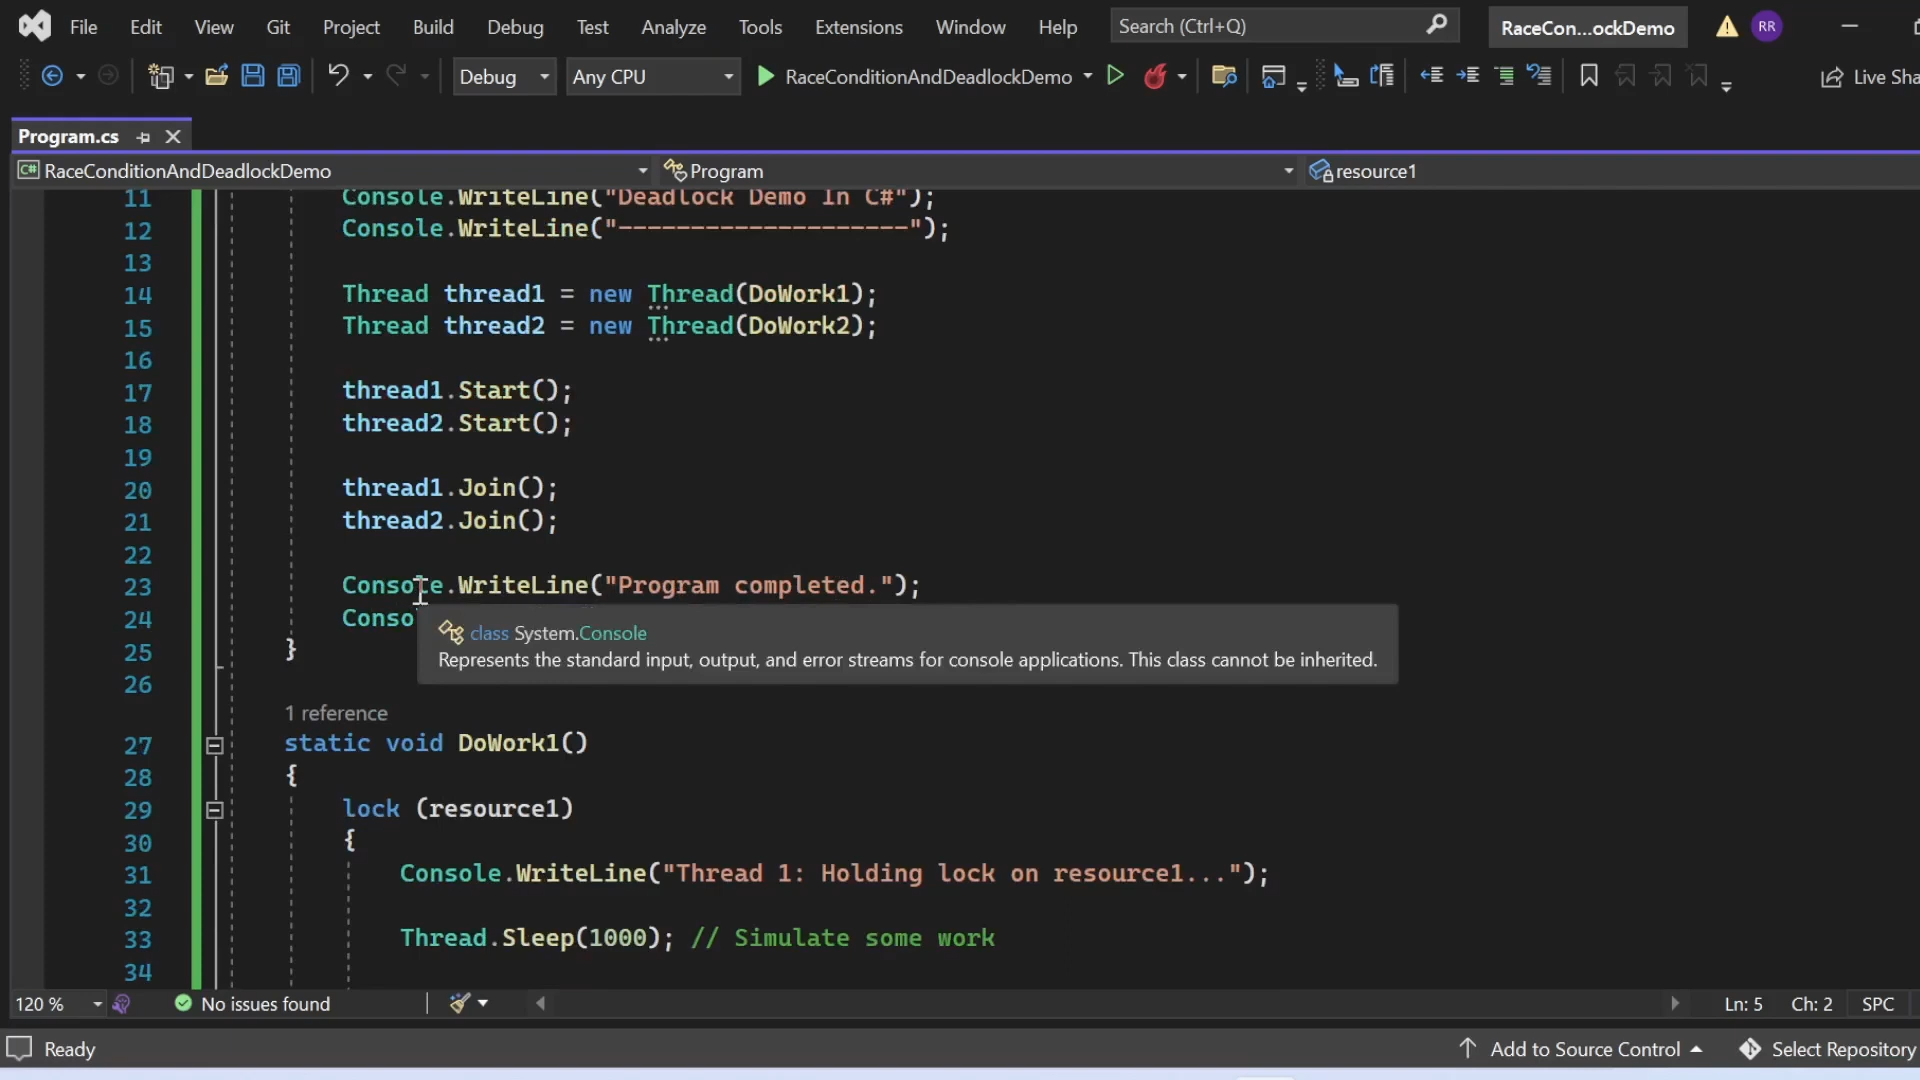 File Edit View Git Project Build Debug Test Analyze Tools Extensions Window Help Search (Ctrl+Q) RaceCon...ockDemo RR
Debug Any CPU RaceConditionAndDeadlockDemo Live Sha
Program.cs
C# RaceConditionAndDeadlockDemo Program resource1
11 Console.WriteLine("Deadlock Demo In C#");
12 Console.WriteLine("--------------------");
13
14 Thread thread1 = new Thread(DoWork1);
15 Thread thread2 = new Thread(DoWork2);
16
17 thread1.Start();
18 thread2.Start();
19
20 thread1.Join();
21 thread2.Join();
22
23 Console.WriteLine("Program completed.");
24 Conso
class System.Console
Represents the standard input, output, and error streams for console applications. This class cannot be inherited.
25 }
26
1 reference
27 static void DoWork1()
28 {
29 lock (resource1)
30 {
31 Console.WriteLine("Thread 1: Holding lock on resource1...");
32
33 Thread.Sleep(1000); // Simulate some work
34
120 % No issues found Ln: 5 Ch: 2 SPC
Ready Add to Source Control Select Repository